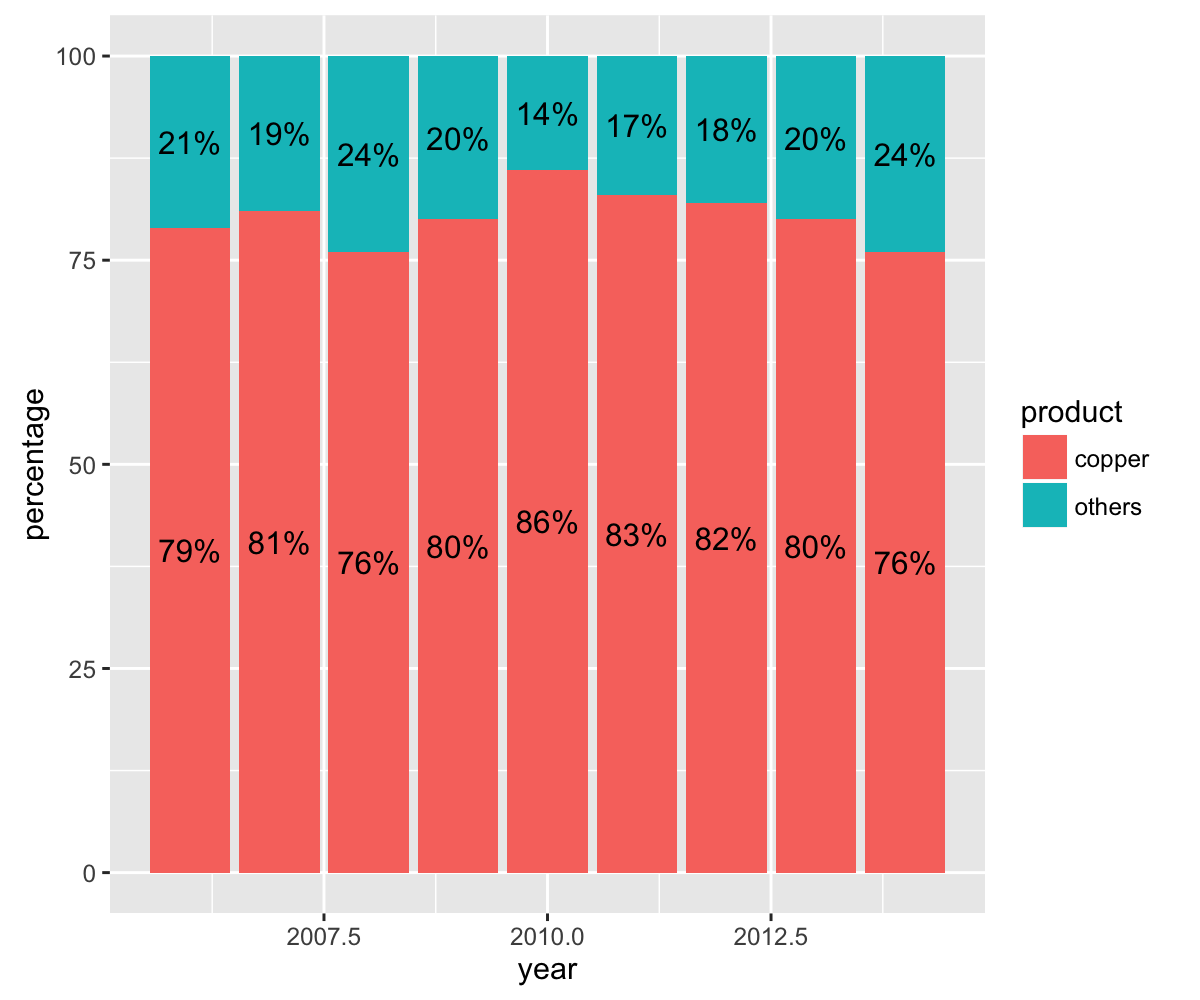 100
75
50
25
0
percentage
21% 19% 24% 20% 14% 17% 18% 20% 24%
79% 81% 76% 80% 86% 83% 82% 80% 76%
2007.5 2010.0 2012.5
year
product
copper
others